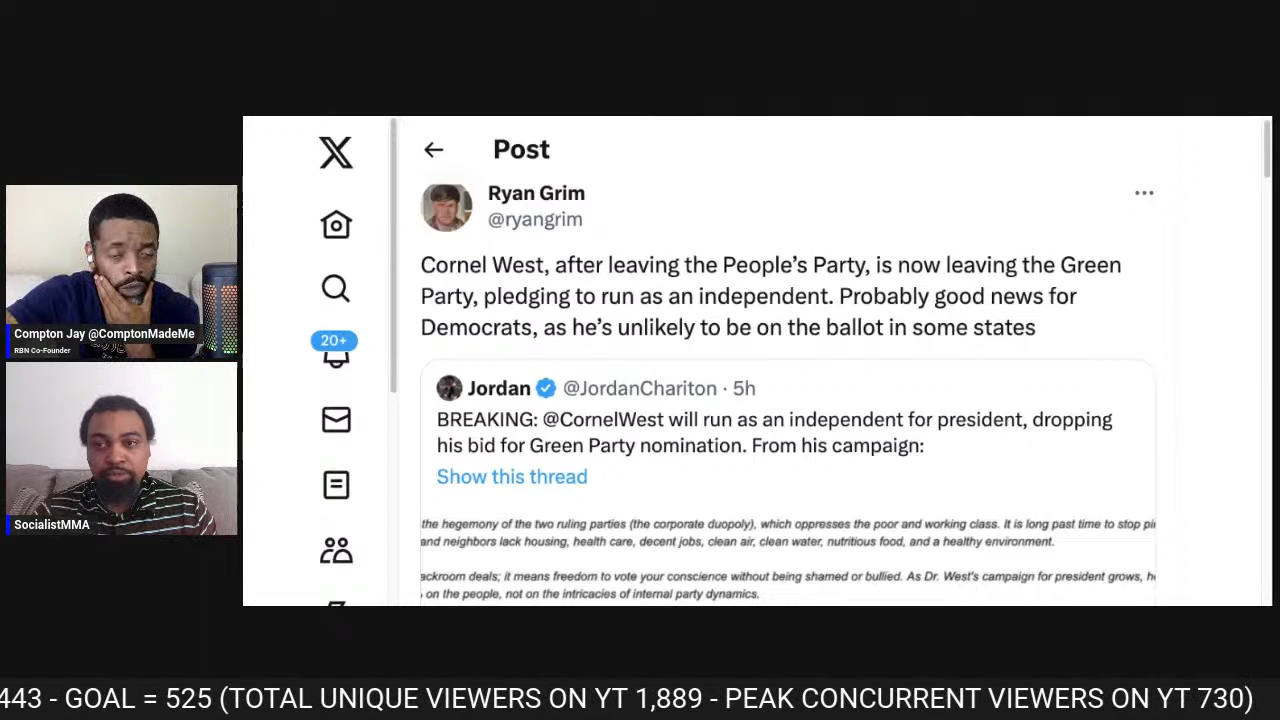 Post
Ryan Grim
@ryangrim
Cornel West, after leaving the People's Party, is now leaving the Green
Party, pledging to run as an independent. Probably good news for
Democrats, as he's unlikely to be on the ballot in some states
20+
Jordan @JordanChariton · 5h
BREAKING: @CornelWest will run as an independent for president, dropping
his bid for Green Party nomination. From his campaign:
Show this thread
the hegemony of the two ruling parties (the corporate duopoly), which oppresses the poor and working class. It is long past time to stop
and neighbors lack housing, health care, decent jobs, clean air, clean water, nutritious food, and a healthy environment.
ackroom deals; it means freedom to vote your conscience without being shamed or bullied. As Dr. West's campaign for president grows,
on the people, not on the intricacies of internal party dynamics.
Compton Jay @ComptonMadeMe
RBN Co-Founder
SocialistMMA
443 - GOAL = 525 (TOTAL UNIQUE VIEWERS ON YT 1,889 - PEAK CONCURRENT VIEWERS ON YT 730)